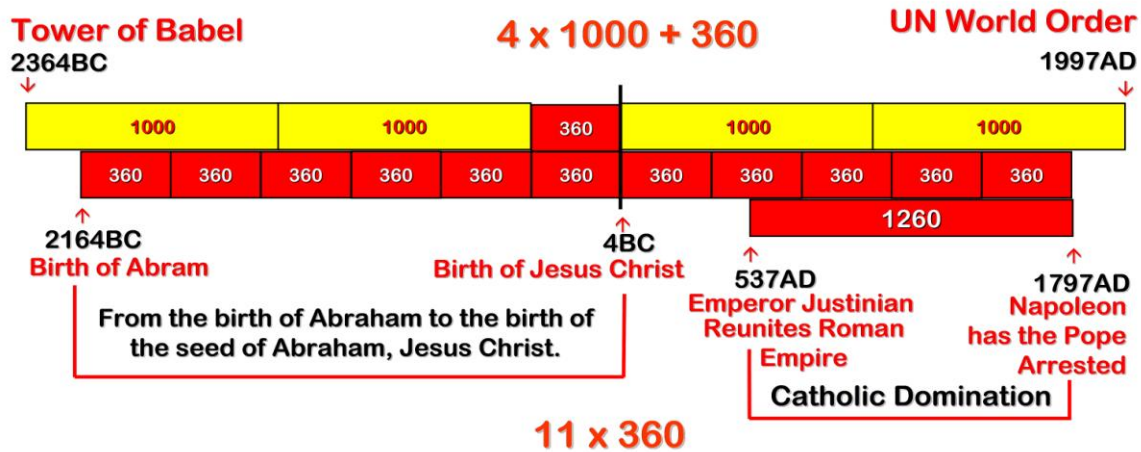 Tower of Babel
2364BC
4 x 1000 + 360
UN World Order
1997AD
1000
1000
360
1000
1000
360
360
360
360
360
360
360
360
360
360
360
1260
2164BC
Birth of Abram
4BC
Birth of Jesus Christ
537AD
Emperor Justinian
Reunites Roman
Empire
1797AD
Napoleon
has the Pope
Arrested
From the birth of Abraham to the birth of
the seed of Abraham, Jesus Christ.
Catholic Domination
11 x 360